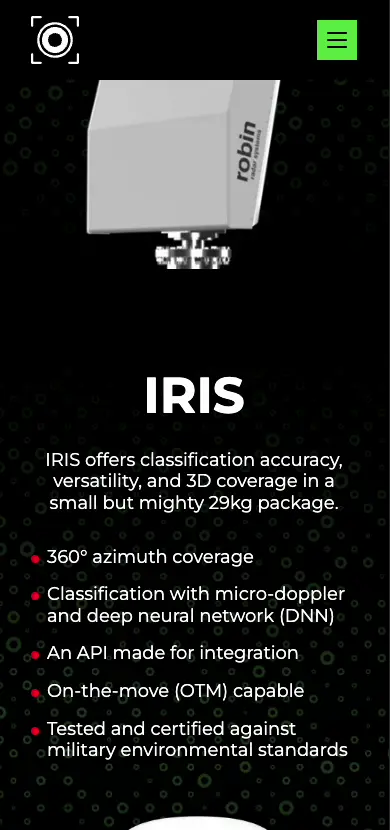 robin
radar systems
IRIS
IRIS offers classification accuracy,
versatility, and 3D coverage in a
small but mighty 29kg package.
360° azimuth coverage
Classification with micro-doppler
and deep neural network (DNN)
An API made for integration
On-the-move (OTM) capable
Tested and certified against
military environmental standards